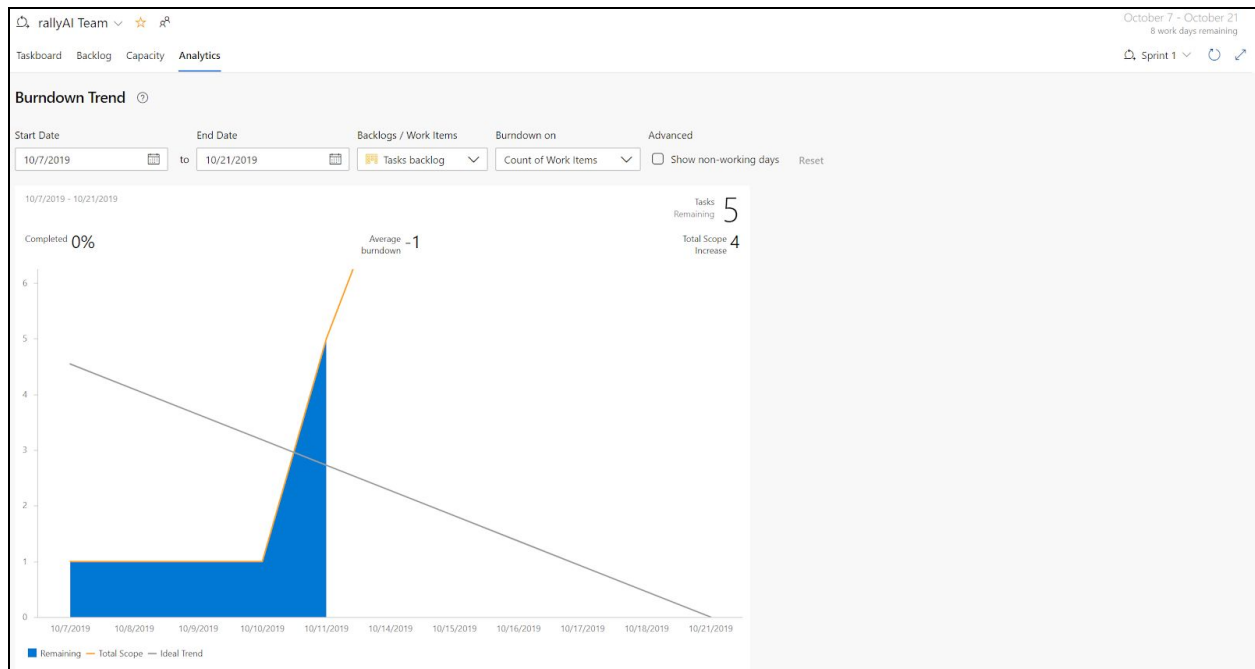 rallyAI Team
October 7 - October 21
8 work days remaining
Taskboard Backlog Capacity Analytics
Sprint 1
Burndown Trend
Start Date End Date Backlogs / Work Items Burndown on Advanced
10/7/2019 to 10/21/2019 Tasks backlog Count of Work Items Show non-working days Reset
10/7/2019 - 10/21/2019
Tasks
Remaining 5
Completed 0%
Average
burndown -1
Total Scope
Increase 4
6
5
4
3
2
1
0
10/7/2019 10/8/2019 10/9/2019 10/10/2019 10/11/2019 10/14/2019 10/15/2019 10/16/2019 10/17/2019 10/18/2019 10/21/2019
Remaining Total Scope Ideal Trend